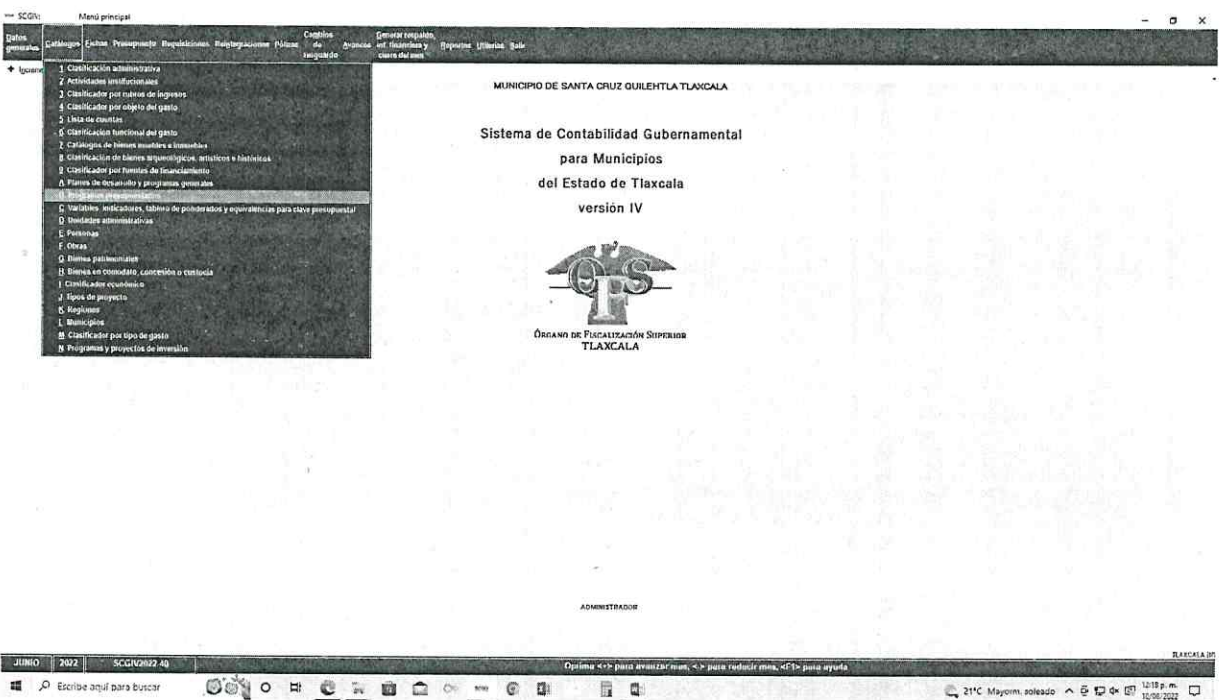 SCGIV: Menú principal
Datos generales Catálogos Fichas Presupuesto Requisiciones Reintegraciones Pólizas Cambios de resguardo Avances Generar respaldo, inf. financiera y cierre del mes Reportes Utilerías Salir
1 Clasificación administrativa
2 Actividades institucionales
3 Clasificador por rubros de ingresos
4 Clasificador por objeto del gasto
5 Lista de cuentas
6 Clasificación funcional del gasto
7 Catálogos de bienes muebles e inmuebles
8 Clasificación de bienes arqueológicos, artísticos e históricos
9 Clasificador por fuentes de financiamiento
A Planes de desarrollo y programas generales
B Programas presupuestarios
C Variables, indicadores, tablero de ponderados y equivalencias para clave presupuestal
D Unidades administrativas
E Personas
F Obras
G Bienes patrimoniales
H Bienes en comodato, concesión o custodia
I Clasificador económico
J Tipos de proyecto
K Regiones
L Municipios
M Clasificador por tipo de gasto
N Programas y proyectos de inversión
MUNICIPIO DE SANTA CRUZ QUILEHTLA TLAXCALA
Sistema de Contabilidad Gubernamental
para Municipios
del Estado de Tlaxcala
versión IV
OFS
ÓRGANO DE FISCALIZACIÓN SUPERIOR
TLAXCALA
ADMINISTRADOR
JUNIO 2022 SCGIV2022.40 Oprima <+> para avanzar mes, <-> para reducir mes, <F1> para ayuda
Escribe aquí para buscar 21°C Mayorm. soleado 12:18 p. m.